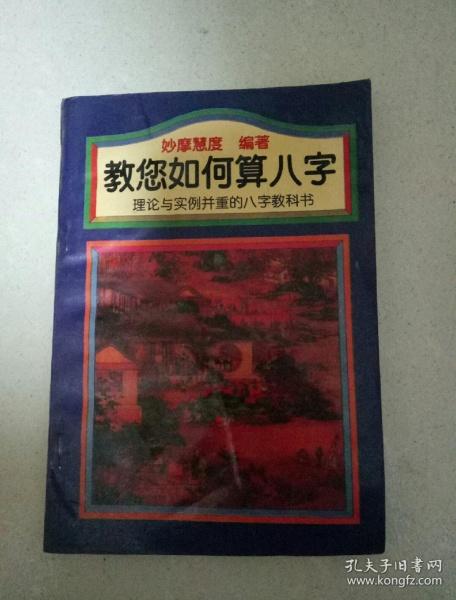 妙摩慧度 编著
教您如何算八字
理论与实例并重的八字教科书
孔夫子旧书网
www.kongfz.com